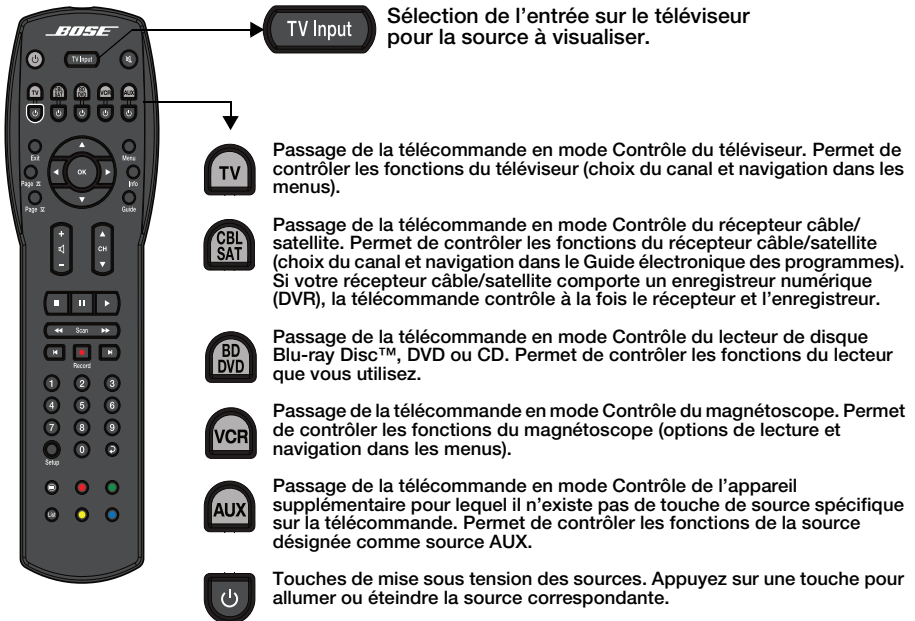 BOSE
TV Input
TV
CBL
SAT
BD
DVD
VCR
AUX
Exit
Menu
OK
Page
Info
Page
Guide
+
CH
−
Scan
Record
1 2 3
4 5 6
7 8 9
0
Setup
List
TV Input
Sélection de l’entrée sur le téléviseur
pour la source à visualiser.
TV
Passage de la télécommande en mode Contrôle du téléviseur. Permet de
contrôler les fonctions du téléviseur (choix du canal et navigation dans les
menus).
CBL
SAT
Passage de la télécommande en mode Contrôle du récepteur câble/
satellite. Permet de contrôler les fonctions du récepteur câble/satellite
(choix du canal et navigation dans le Guide électronique des programmes).
Si votre récepteur câble/satellite comporte un enregistreur numérique
(DVR), la télécommande contrôle à la fois le récepteur et l’enregistreur.
BD
DVD
Passage de la télécommande en mode Contrôle du lecteur de disque
Blu-ray Disc™, DVD ou CD. Permet de contrôler les fonctions du lecteur
que vous utilisez.
VCR
Passage de la télécommande en mode Contrôle du magnétoscope. Permet
de contrôler les fonctions du magnétoscope (options de lecture et
navigation dans les menus).
AUX
Passage de la télécommande en mode Contrôle de l’appareil
supplémentaire pour lequel il n’existe pas de touche de source spécifique
sur la télécommande. Permet de contrôler les fonctions de la source
désignée comme source AUX.
Touches de mise sous tension des sources. Appuyez sur une touche pour
allumer ou éteindre la source correspondante.